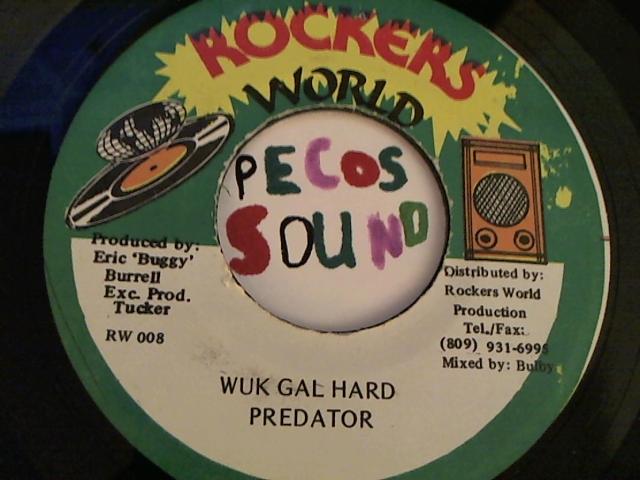 ROCKERS
WORLD
PECOS
SOUND
Produced by:
Eric 'Buggy'
Burrell
Exc. Prod.
Tucker
RW 008
Distributed by:
Rockers World
Production
Tel./Fax:
(809) 931-6995
Mixed by: Bulby
WUK GAL HARD
PREDATOR